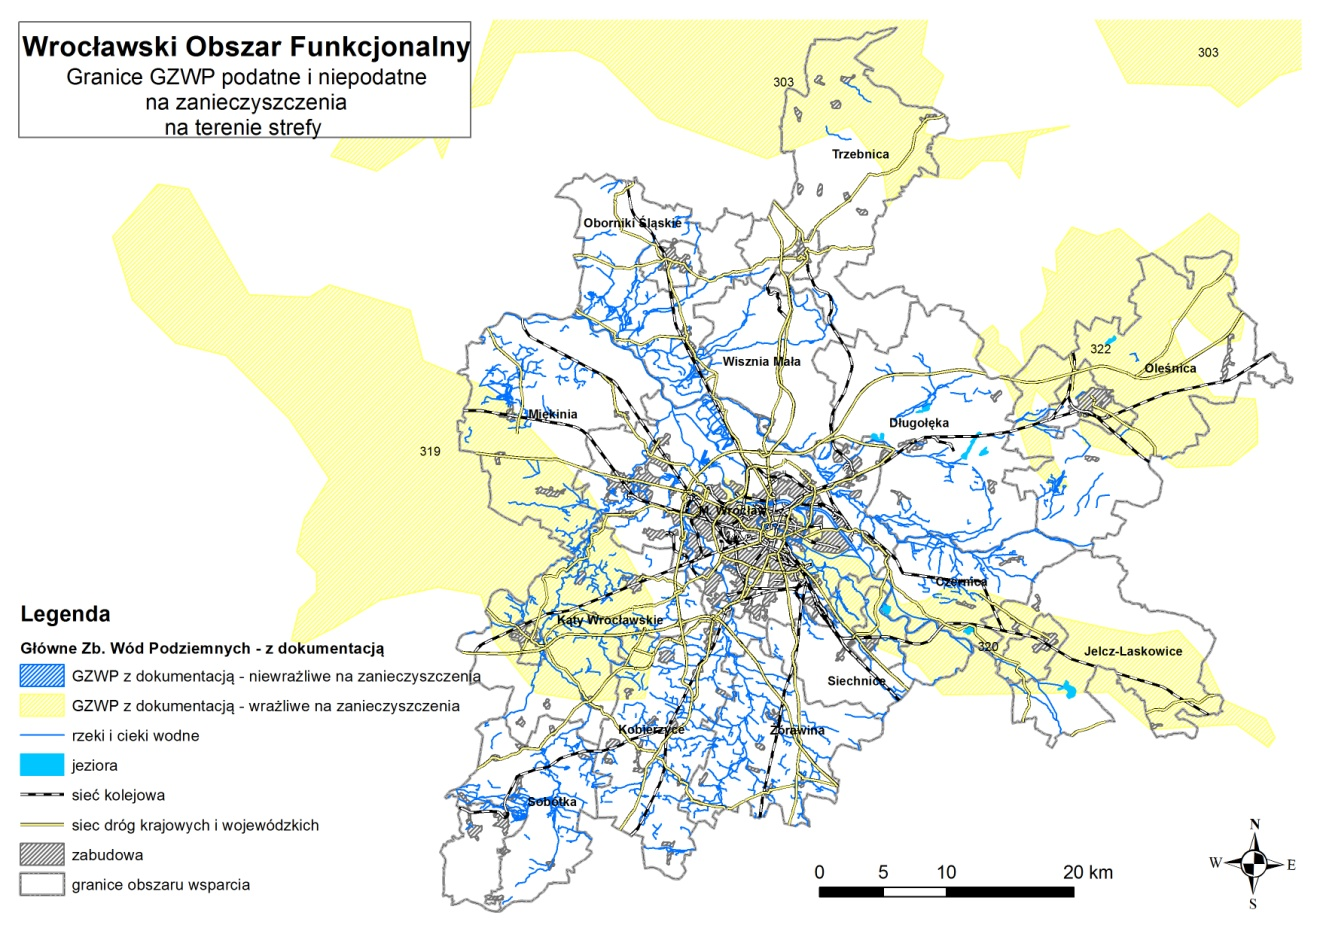 Wrocławski Obszar Funkcjonalny
Granice GZWP podatne i niepodatne
na zanieczyszczenia
na terenie strefy
303
303
Trzebnica
Oborniki Śląskie
322
Wisznia Mała
Oleśnica
Miękinia
Długołęka
319
M. Wrocław
Czernica
Kąty Wrocławskie
320
Jelcz-Laskowice
Siechnice
Kobierzyce
Żórawina
Sobótka
Legenda
Główne Zb. Wód Podziemnych - z dokumentacją
GZWP z dokumentacją - niewrażliwe na zanieczyszczenia
GZWP z dokumentacją - wrażliwe na zanieczyszczenia
rzeki i cieki wodne
jeziora
sieć kolejowa
siec dróg krajowych i wojewódzkich
zabudowa
granice obszaru wsparcia
0 5 10 20 km
N
W E
S